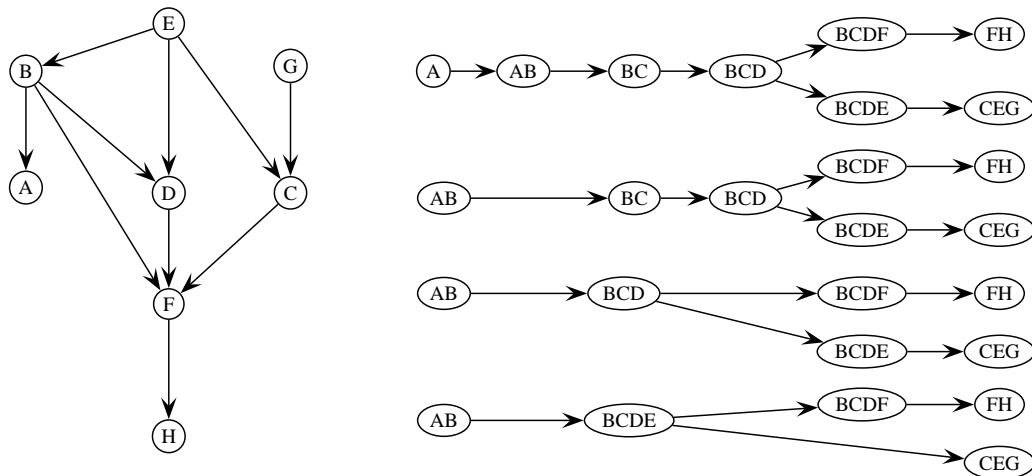 E
B
G
A
D
C
F
H
A AB BC BCD BCDF FH
BCDE CEG
AB BC BCD BCDF FH
BCDE CEG
AB BCD BCDF FH
BCDE CEG
AB BCDE BCDF FH
CEG